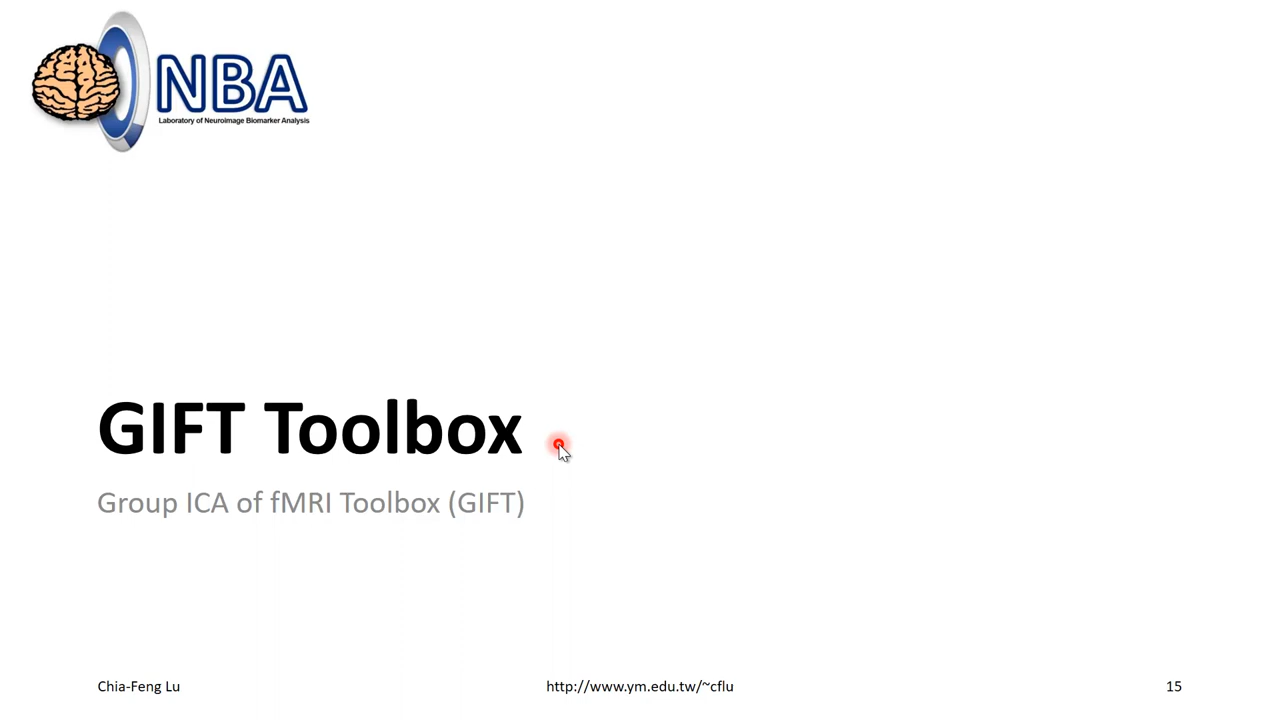 NBA
Laboratory of Neuroimage Biomarker Analysis
GIFT Toolbox
Group ICA of fMRI Toolbox (GIFT)
Chia-Feng Lu
http://www.ym.edu.tw/~cflu
15